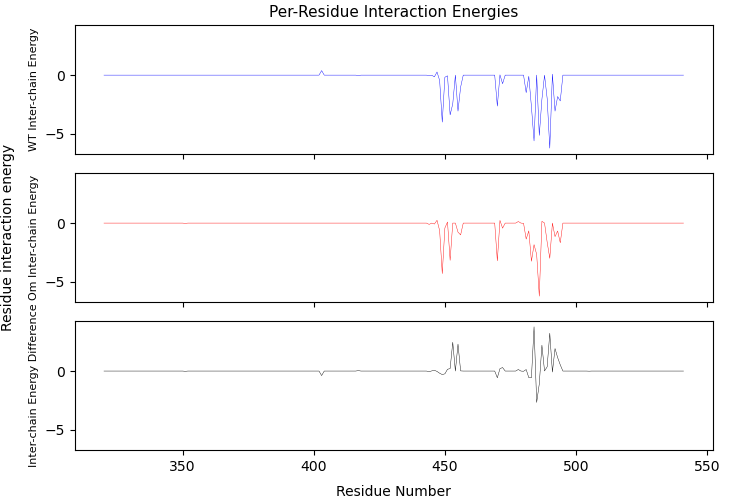 Per-Residue Interaction Energies
Residue interaction energy
WT Inter-chain Energy
0
−5
Om Inter-chain Energy
0
−5
Inter-chain Energy Difference
0
−5
350
400
450
500
550
Residue Number